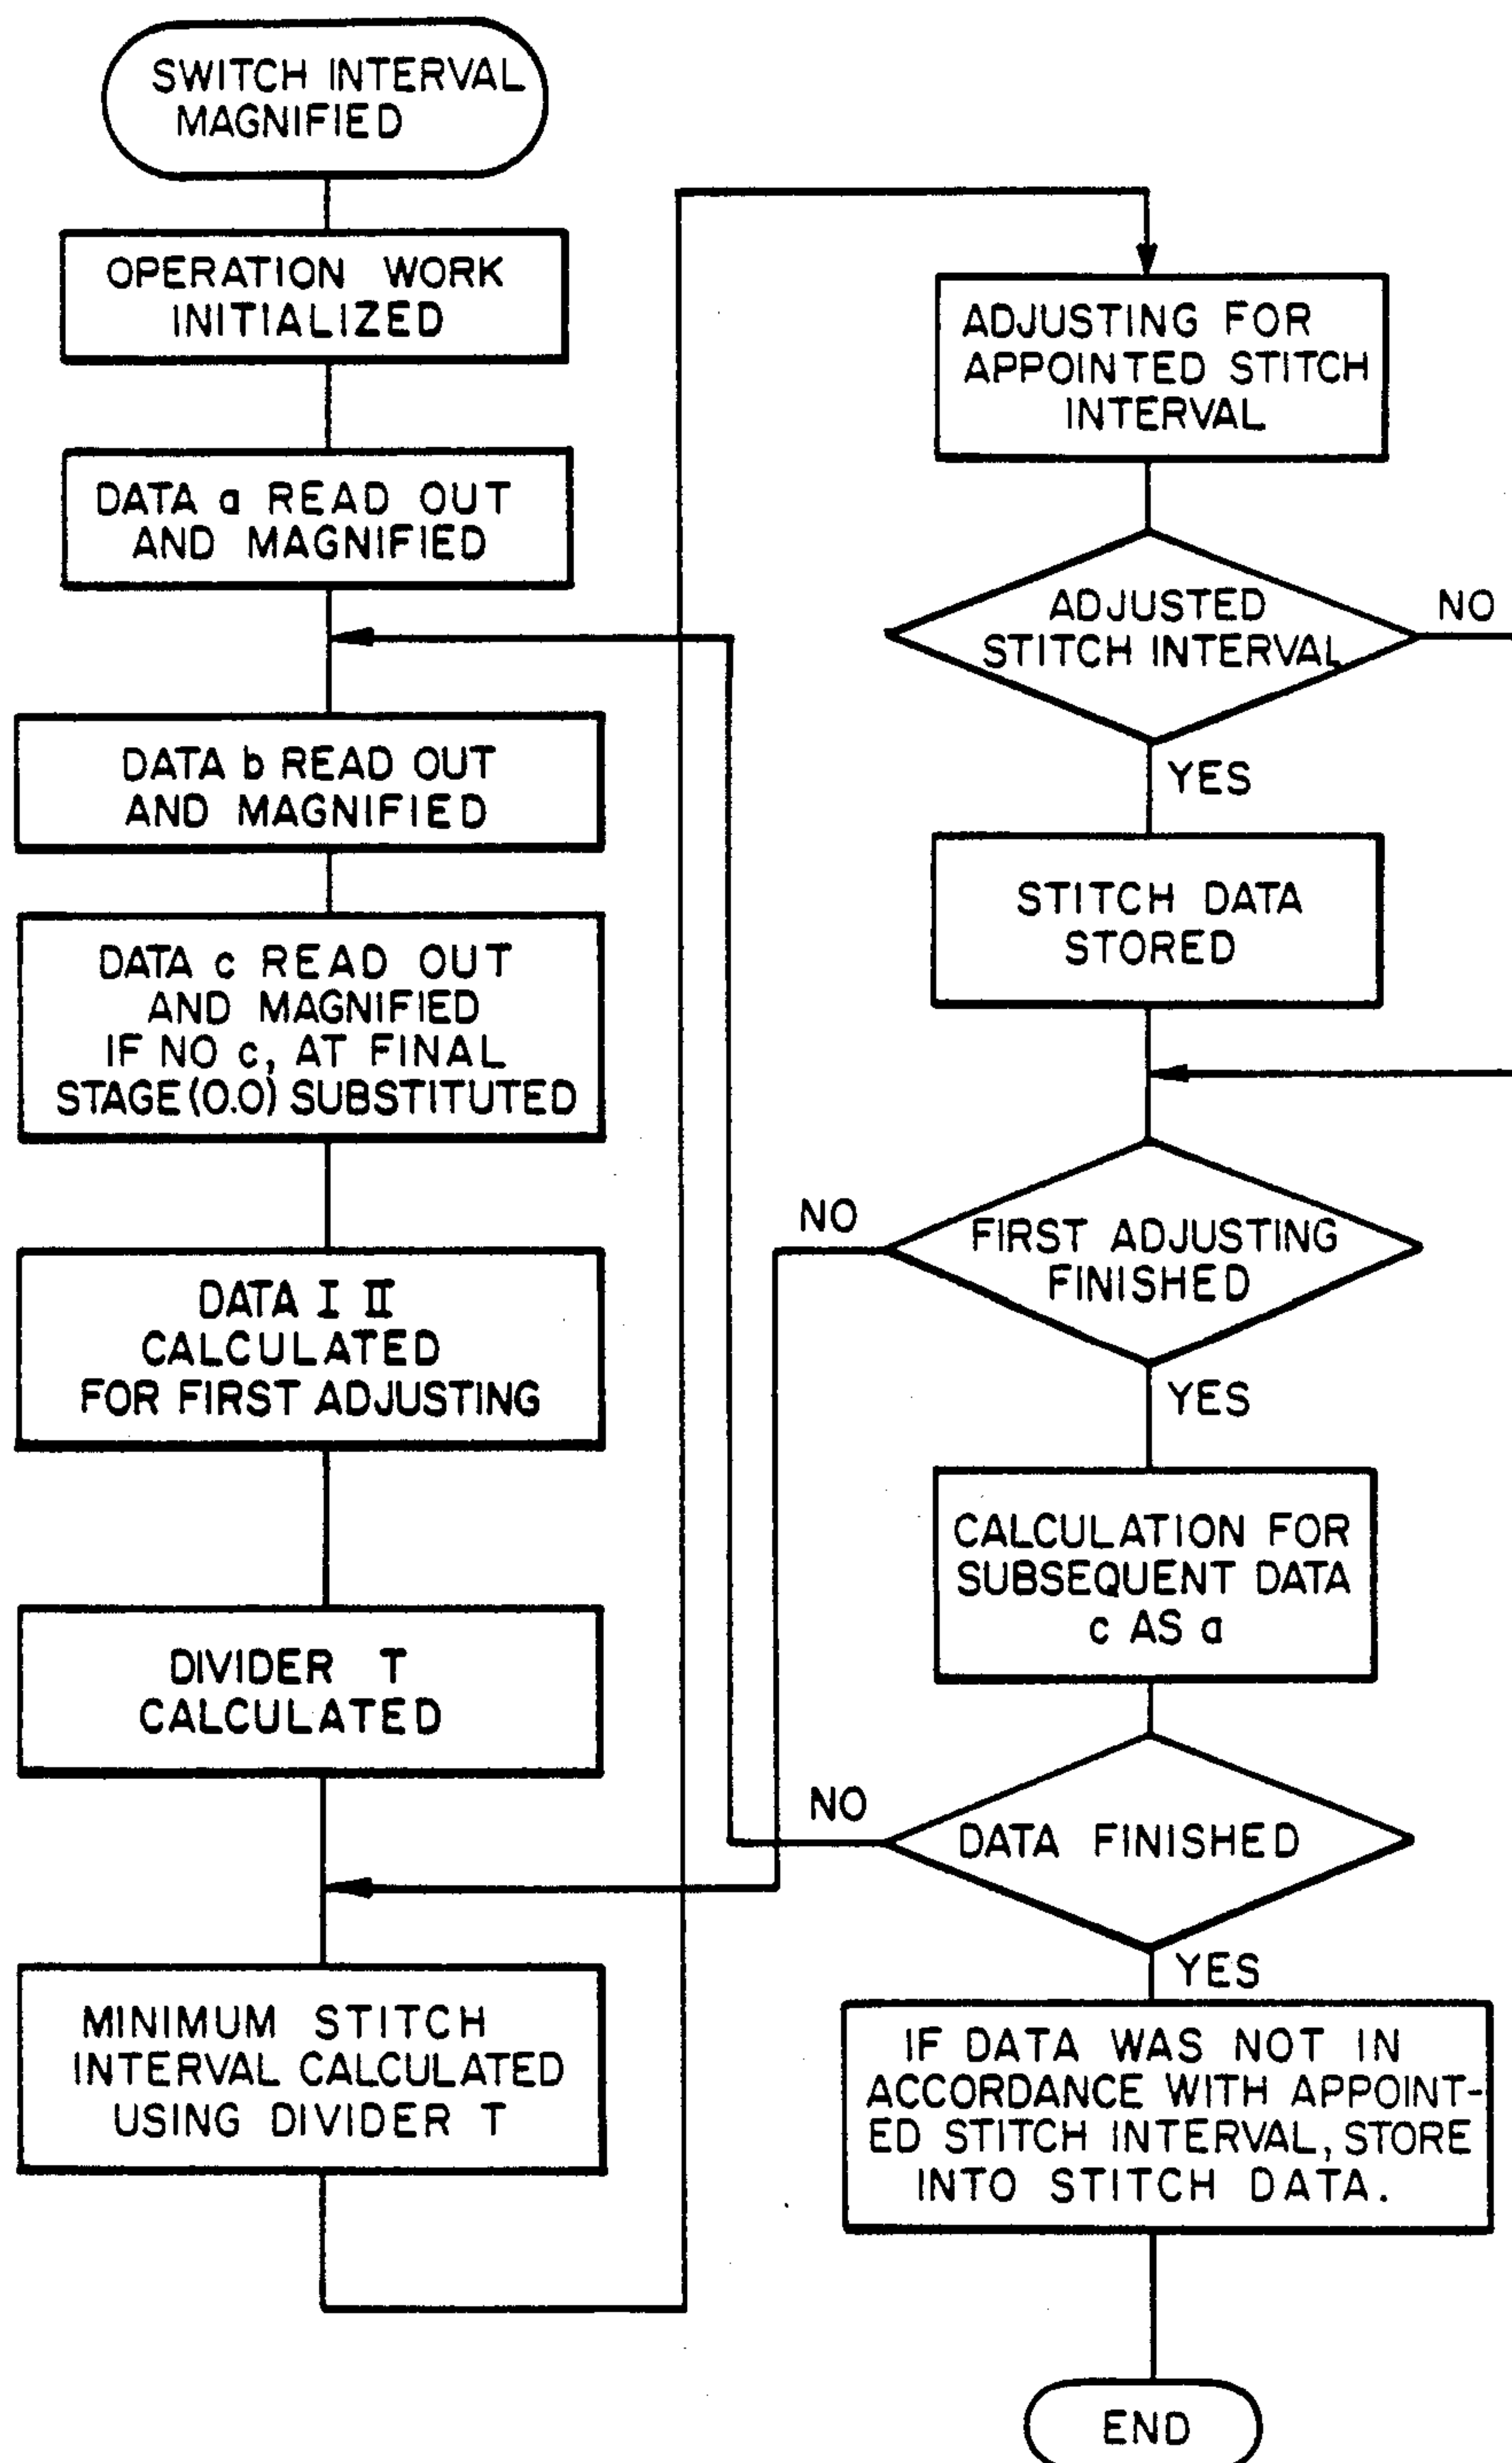 SWITCH INTERVAL
MAGNIFIED
OPERATION WORK
INITIALIZED
DATA a READ OUT
AND MAGNIFIED
DATA b READ OUT
AND MAGNIFIED
DATA c READ OUT
AND MAGNIFIED
IF NO c, AT FINAL
STAGE (0.0) SUBSTITUTED
DATA I II
CALCULATED
FOR FIRST ADJUSTING
DIVIDER T
CALCULATED
MINIMUM STITCH
INTERVAL CALCULATED
USING DIVIDER T
ADJUSTING FOR
APPOINTED STITCH
INTERVAL
ADJUSTED
STITCH INTERVAL
NO
YES
STITCH DATA
STORED
FIRST ADJUSTING
FINISHED
NO
YES
CALCULATION FOR
SUBSEQUENT DATA
c AS a
DATA FINISHED
NO
YES
IF DATA WAS NOT IN
ACCORDANCE WITH APPOINT-
ED STITCH INTERVAL, STORE
INTO STITCH DATA.
END